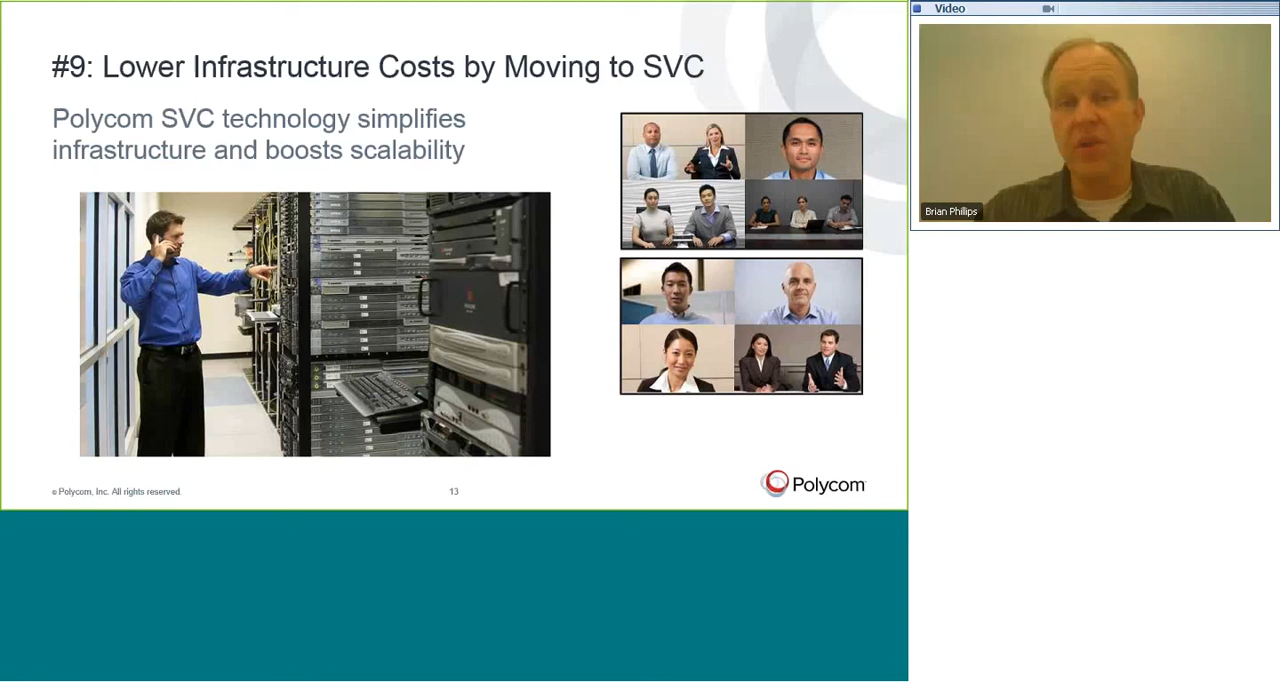 #9: Lower Infrastructure Costs by Moving to SVC
Polycom SVC technology simplifies
infrastructure and boosts scalability
© Polycom, Inc. All rights reserved.
13
Polycom
Video
Brian Phillips